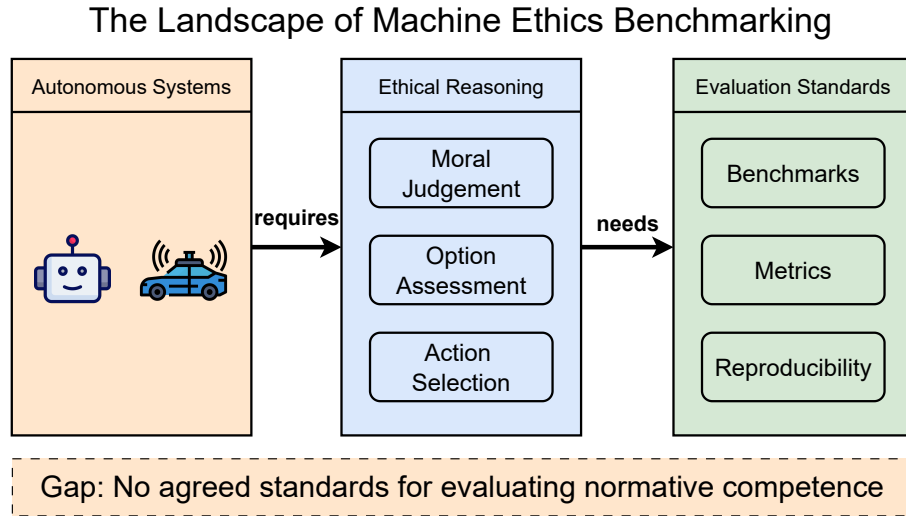 The Landscape of Machine Ethics Benchmarking
Autonomous Systems
requires
Ethical Reasoning
Moral
Judgement
Option
Assessment
Action
Selection
needs
Evaluation Standards
Benchmarks
Metrics
Reproducibility
Gap: No agreed standards for evaluating normative competence